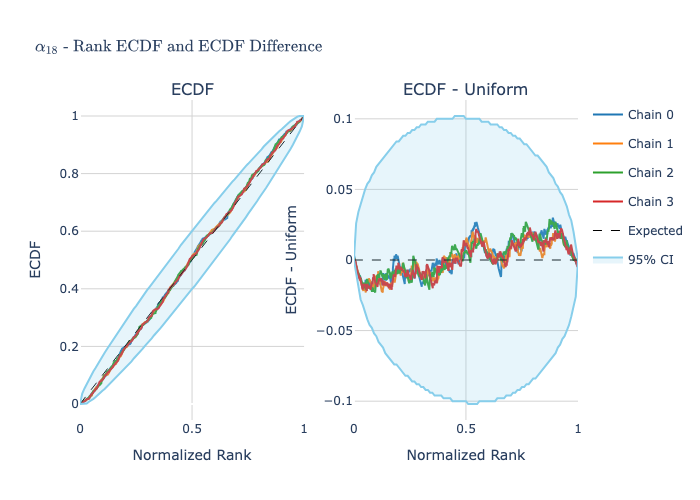 α₁₈ - Rank ECDF and ECDF Difference
ECDF
ECDF - Uniform
1
0.8
0.6
0.4
0.2
0
0
0.5
1
ECDF
Normalized Rank
0.1
0.05
0
−0.05
−0.1
0
0.5
1
ECDF - Uniform
Normalized Rank
Chain 0
Chain 1
Chain 2
Chain 3
Expected
95% CI